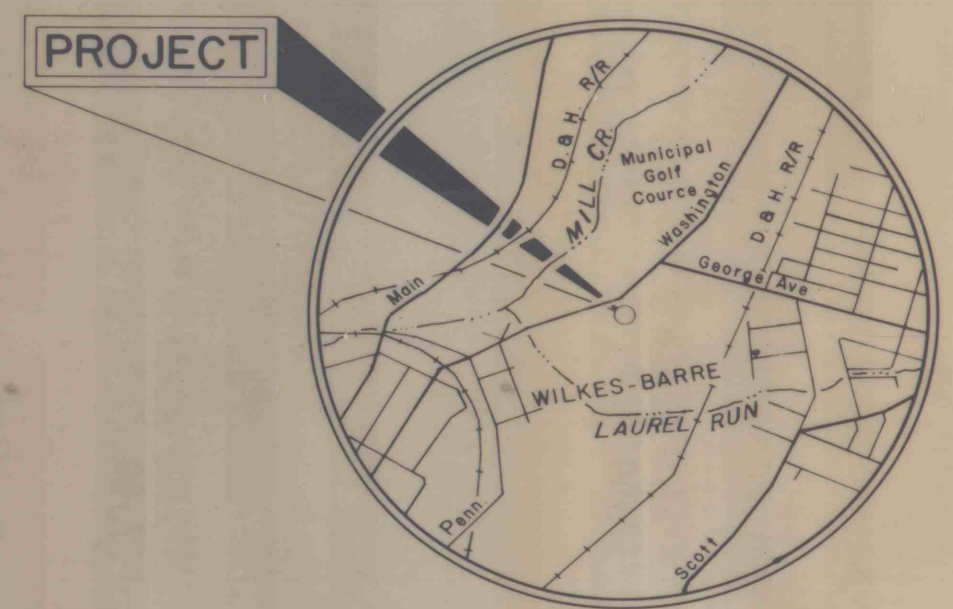 PROJECT
D. & H. R/R
MILL CR.
Municipal
Golf
Cource
Washington
D. & H. R/R
George Ave
Main
WILKES-BARRE
LAUREL RUN
Penn.
Scott